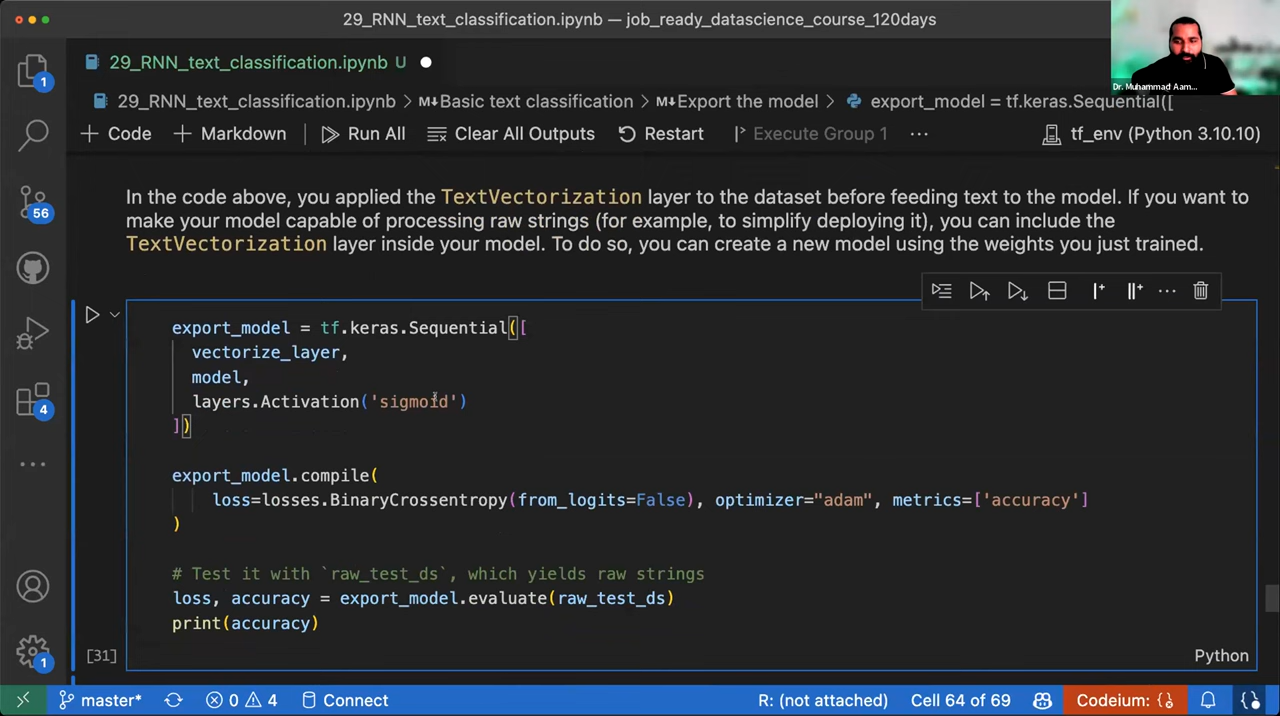 29_RNN_text_classification.ipynb — job_ready_datascience_course_120days
29_RNN_text_classification.ipynb U
29_RNN_text_classification.ipynb > M↓Basic text classification > M↓Export the model > export_model = tf.keras.Sequential([
+ Code + Markdown Run All Clear All Outputs Restart Execute Group 1 ... tf_env (Python 3.10.10)
Dr. Muhammad Aam...
1
56
4
1
In the code above, you applied the TextVectorization layer to the dataset before feeding text to the model. If you want to
make your model capable of processing raw strings (for example, to simplify deploying it), you can include the
TextVectorization layer inside your model. To do so, you can create a new model using the weights you just trained.
export_model = tf.keras.Sequential([
vectorize_layer,
model,
layers.Activation('sigmoid')
])
export_model.compile(
loss=losses.BinaryCrossentropy(from_logits=False), optimizer="adam", metrics=['accuracy']
)
# Test it with `raw_test_ds`, which yields raw strings
loss, accuracy = export_model.evaluate(raw_test_ds)
print(accuracy)
[31]
Python
master* 0 4 Connect R: (not attached) Cell 64 of 69 Codeium: {}